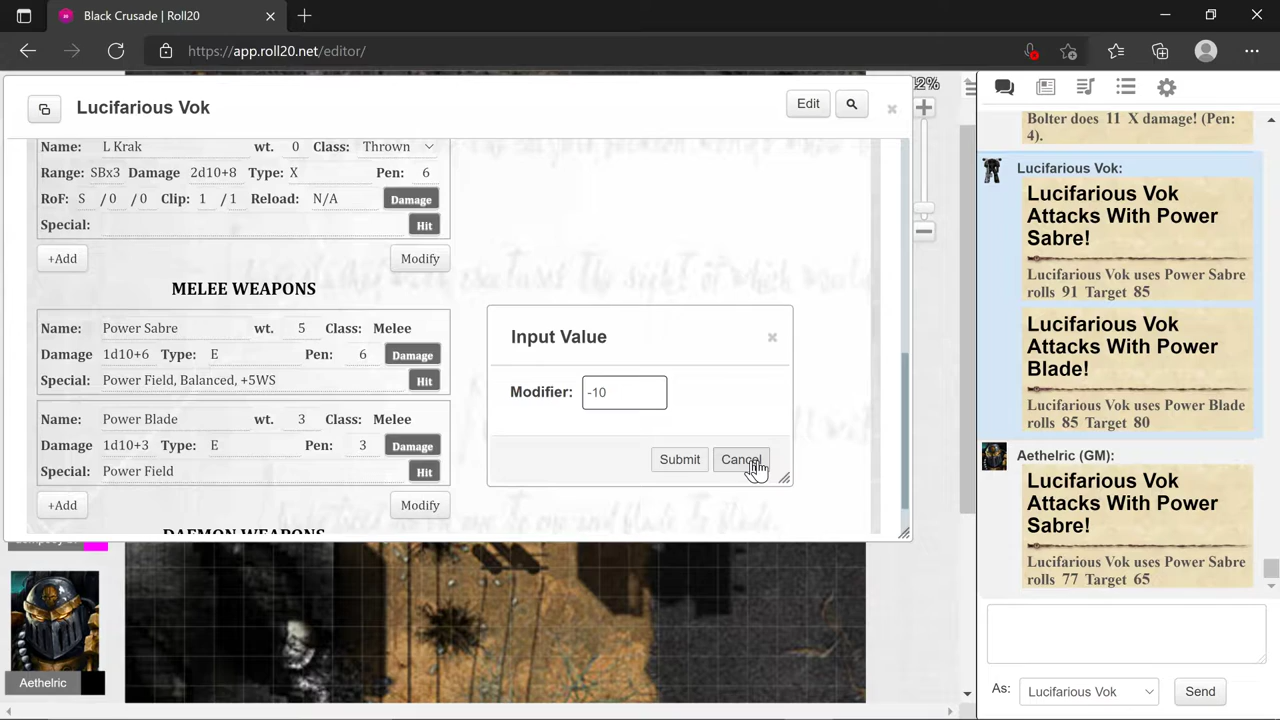 Black Crusade | Roll20
https://app.roll20.net/editor/
Lucifarious Vok
Edit
2%
Name: L Krak wt. 0 Class: Thrown
Range: SBx3 Damage 2d10+8 Type: X Pen: 6
RoF: S / 0 / 0 Clip: 1 / 1 Reload: N/A Damage
Special: Hit
+Add Modify
MELEE WEAPONS
Name: Power Sabre wt. 5 Class: Melee
Damage 1d10+6 Type: E Pen: 6 Damage
Special: Power Field, Balanced, +5WS Hit
Name: Power Blade wt. 3 Class: Melee
Damage 1d10+3 Type: E Pen: 3 Damage
Special: Power Field Hit
+Add Modify
DAEMON WEAPONS
Input Value
Modifier: -10
Submit Cancel
Aethelric
Bolter does 11 X damage! (Pen:
4).
Lucifarious Vok:
Lucifarious Vok
Attacks With Power
Sabre!
Lucifarious Vok uses Power Sabre
rolls 91 Target 85
Lucifarious Vok
Attacks With Power
Blade!
Lucifarious Vok uses Power Blade
rolls 85 Target 80
Aethelric (GM):
Lucifarious Vok
Attacks With Power
Sabre!
Lucifarious Vok uses Power Sabre
rolls 77 Target 65
As: Lucifarious Vok Send